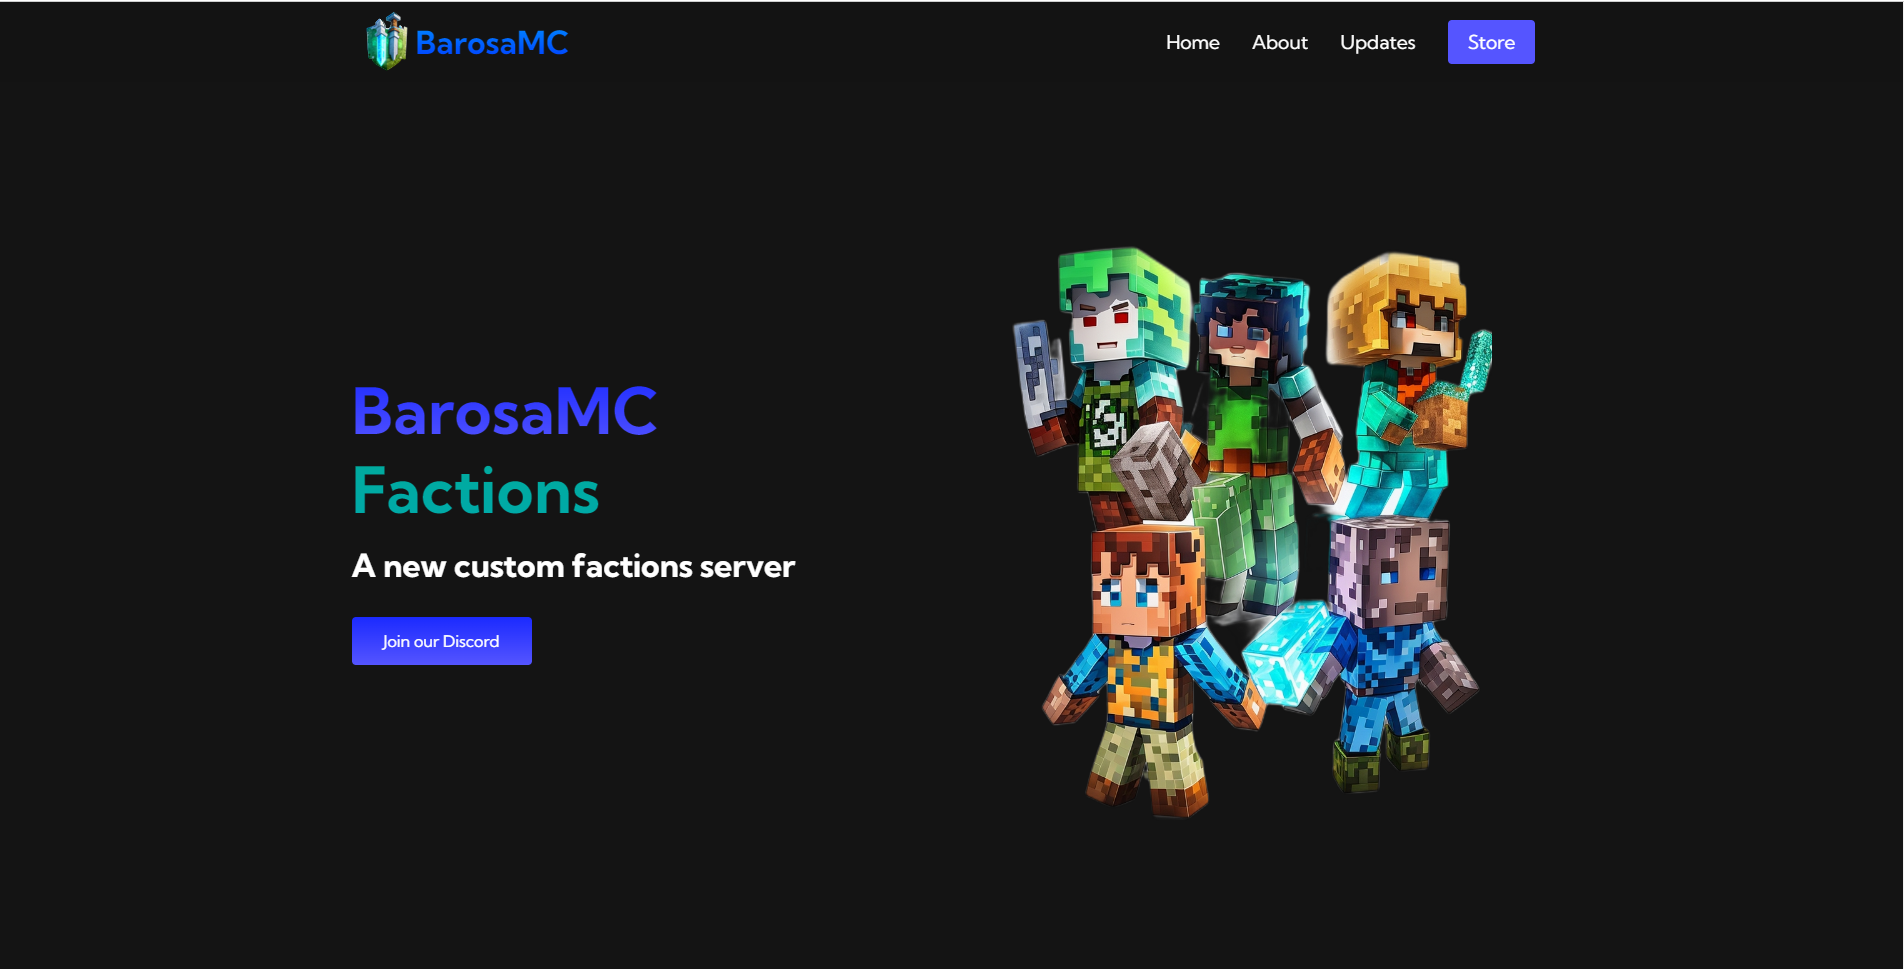 BarosaMC
Home About Updates Store
BarosaMC
Factions
A new custom factions server
Join our Discord